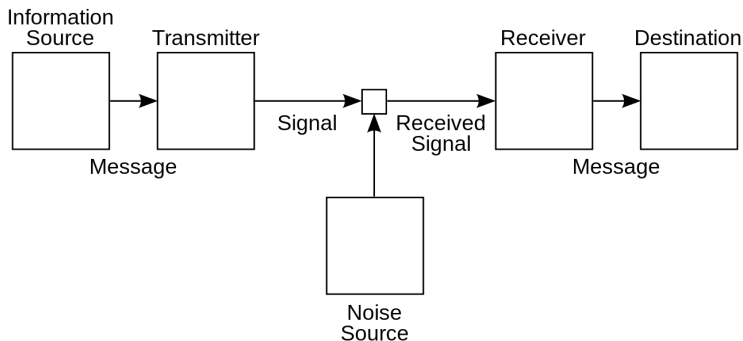 Information
Source
Transmitter
Receiver
Destination
Signal
Received
Signal
Message
Message
Noise
Source